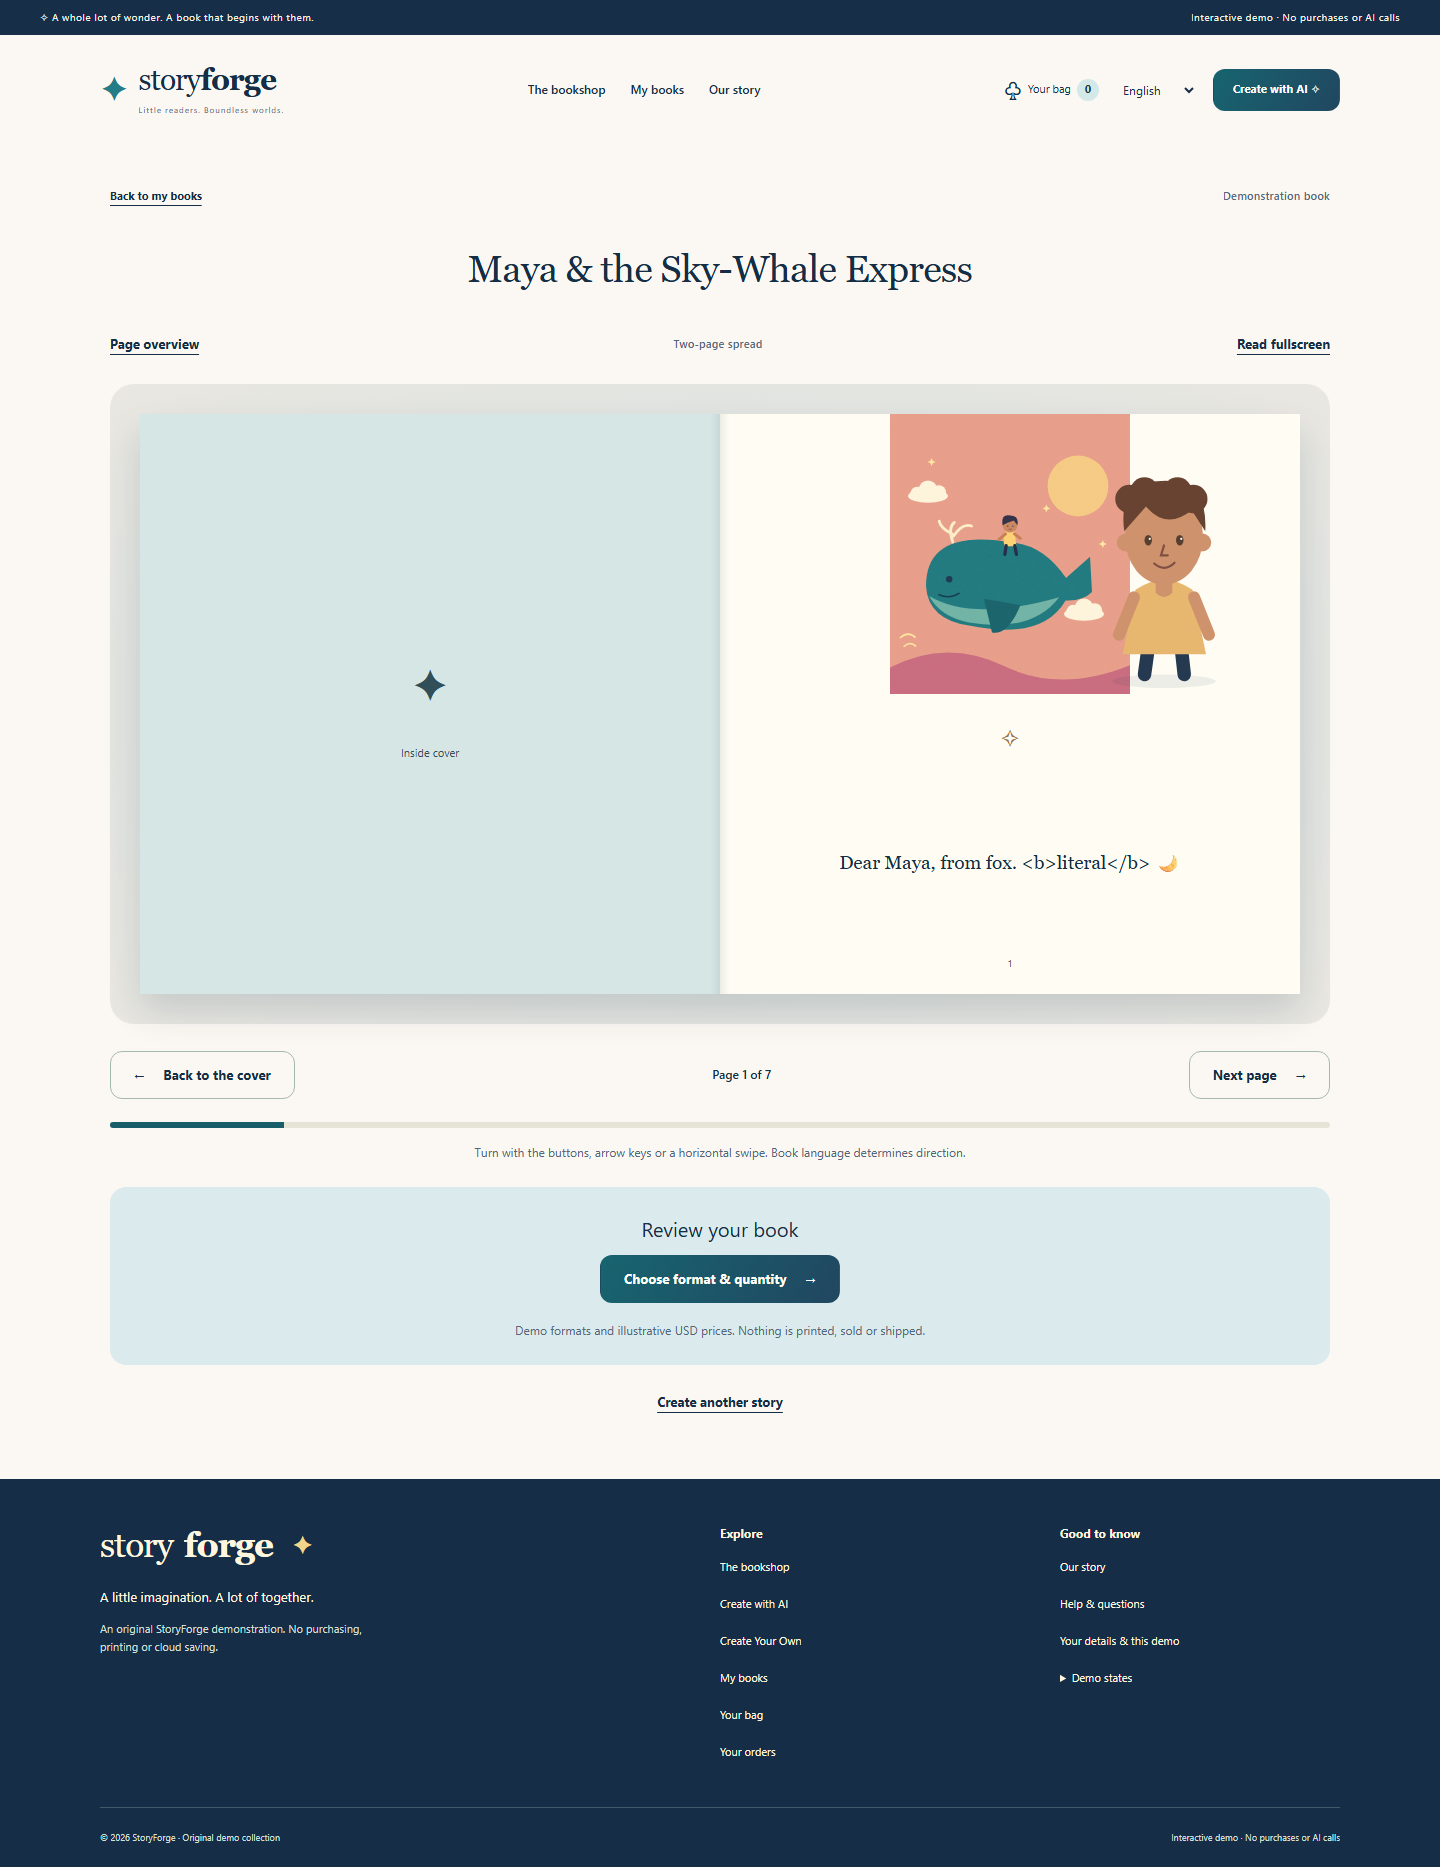 ✧ A whole lot of wonder. A book that begins with them.
Interactive demo · No purchases or AI calls
storyforge
Little readers. Boundless worlds.
The bookshop
My books
Our story
Your bag 0
English
Create with AI ✧
Back to my books
Demonstration book
Maya & the Sky-Whale Express
Page overview
Two-page spread
Read fullscreen
Inside cover
Dear Maya, from fox. <b>literal</b> 🌙
1
← Back to the cover
Page 1 of 7
Next page →
Turn with the buttons, arrow keys or a horizontal swipe. Book language determines direction.
Review your book
Choose format & quantity →
Demo formats and illustrative USD prices. Nothing is printed, sold or shipped.
Create another story
story forge
A little imagination. A lot of together.
An original StoryForge demonstration. No purchasing,
printing or cloud saving.
Explore
The bookshop
Create with AI
Create Your Own
My books
Your bag
Your orders
Good to know
Our story
Help & questions
Your details & this demo
Demo states
© 2026 StoryForge · Original demo collection
Interactive demo · No purchases or AI calls